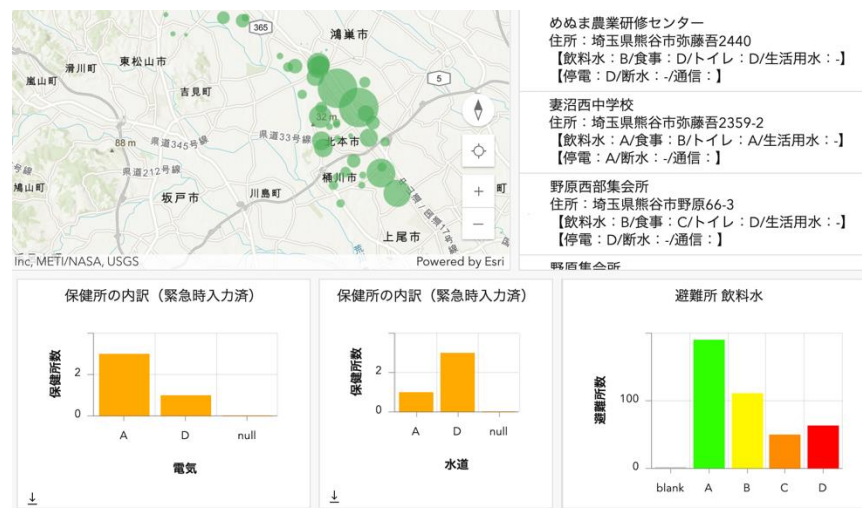 365
鴻巣市
東松山市
滑川町
嵐山町
5
吉見町
32 m
県道345号線
県道33号線
88 m
北本市
県道212号線
桶川市
鳩山町
川島町
坂戸市
町
上尾市
Inc, METI/NASA, USGS
Powered by Esri
めぬま農業研修センター
住所：埼玉県熊谷市弥藤吾2440
【飲料水：B/食事：D/トイレ：D/生活用水：-】
【停電：D/断水：-/通信：】
妻沼西中学校
住所：埼玉県熊谷市弥藤吾2359-2
【飲料水：A/食事：B/トイレ：A/生活用水：-】
【停電：A/断水：-/通信：】
野原西部集会所
住所：埼玉県熊谷市野原66-3
【飲料水：B/食事：C/トイレ：D/生活用水：-】
【停電：D/断水：-/通信：】
野原集会所
保健所の内訳（緊急時入力済）
保健所数
2
0
A
D
null
電気
保健所の内訳（緊急時入力済）
保健所数
2
0
A
D
null
水道
避難所 飲料水
避難所数
100
0
blank
A
B
C
D